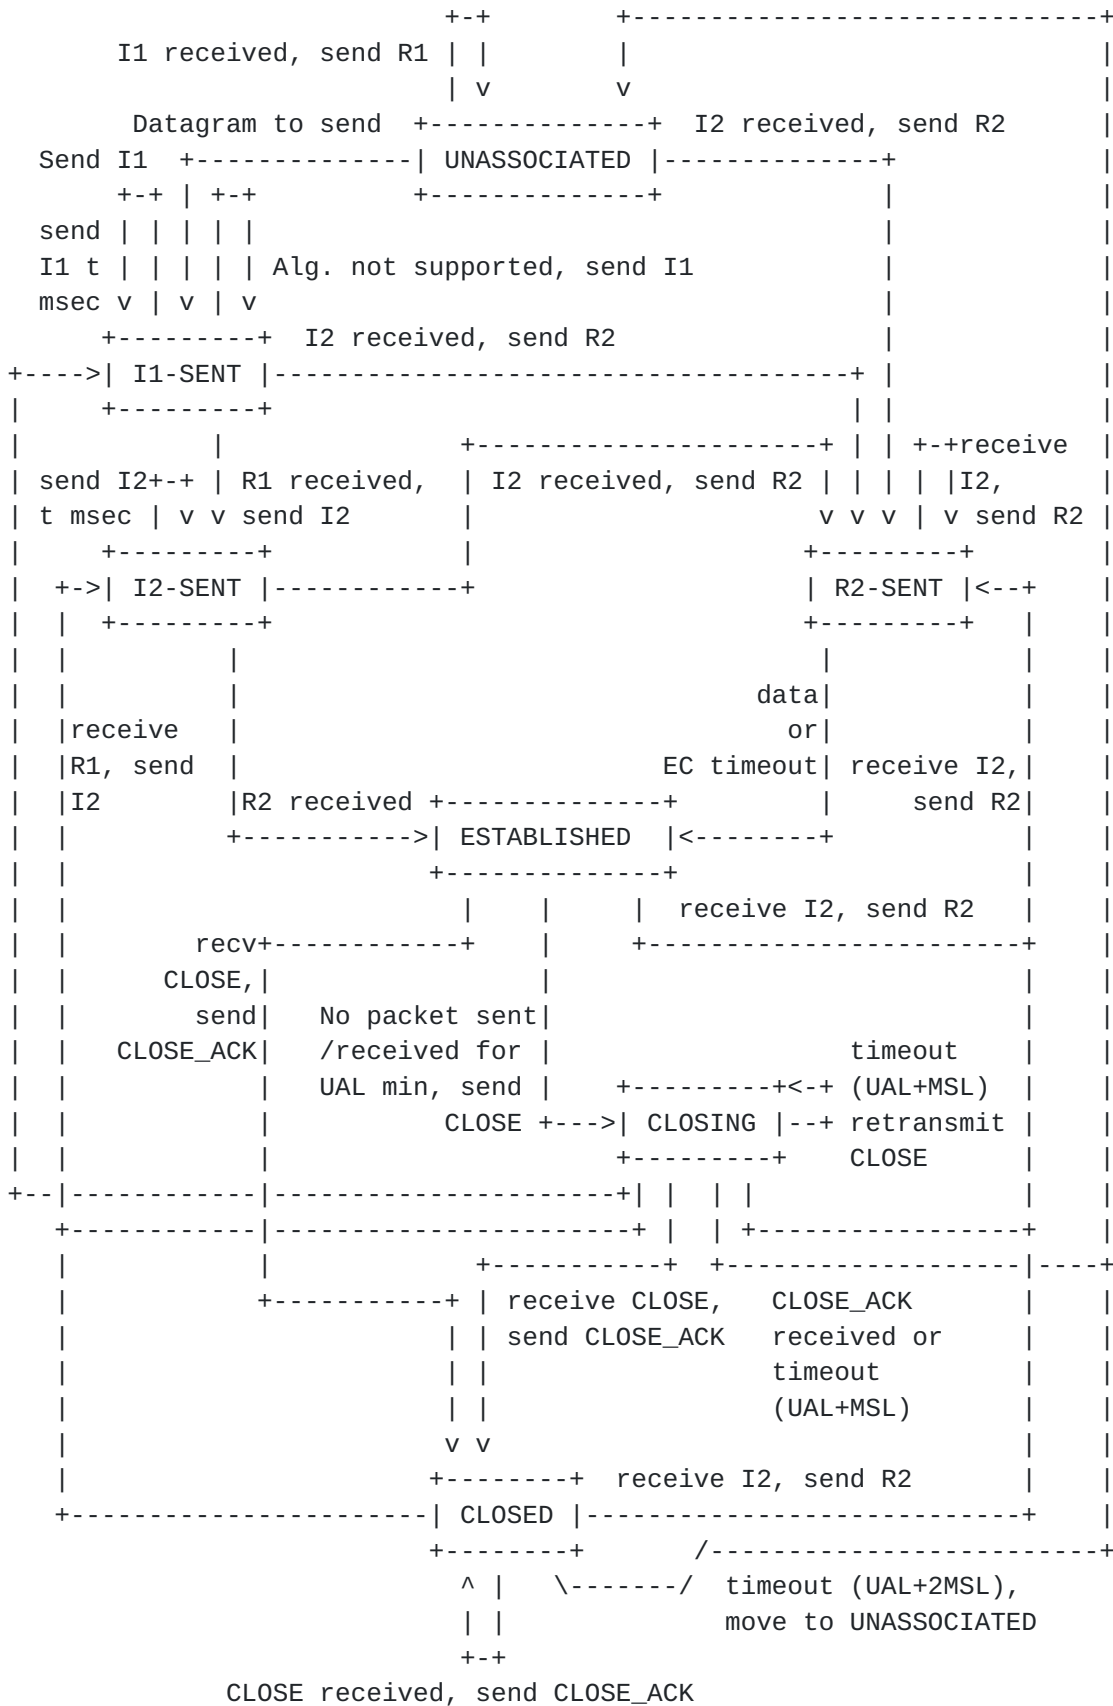 I1 received, send R1
Datagram to send I2 received, send R2
Send I1 UNASSOCIATED
send
I1 t Alg. not supported, send I1
msec
I2 received, send R2
I1-SENT
receive
send I2 R1 received, I2 received, send R2 I2,
t msec send I2 send R2
I2-SENT R2-SENT
data
receive or
R1, send EC timeout receive I2,
I2 R2 received send R2
ESTABLISHED
receive I2, send R2
recv
CLOSE,
send No packet sent
CLOSE_ACK /received for timeout
UAL min, send (UAL+MSL)
CLOSE CLOSING retransmit
CLOSE
receive CLOSE, CLOSE_ACK
send CLOSE_ACK received or
timeout
(UAL+MSL)
receive I2, send R2
CLOSED
timeout (UAL+2MSL),
move to UNASSOCIATED
CLOSE received, send CLOSE_ACK